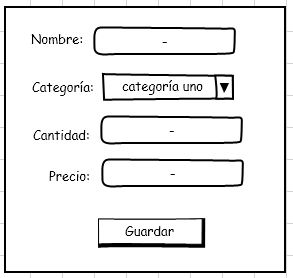 Nombre: -
Categoría: categoría uno
Cantidad: -
Precio: -
Guardar